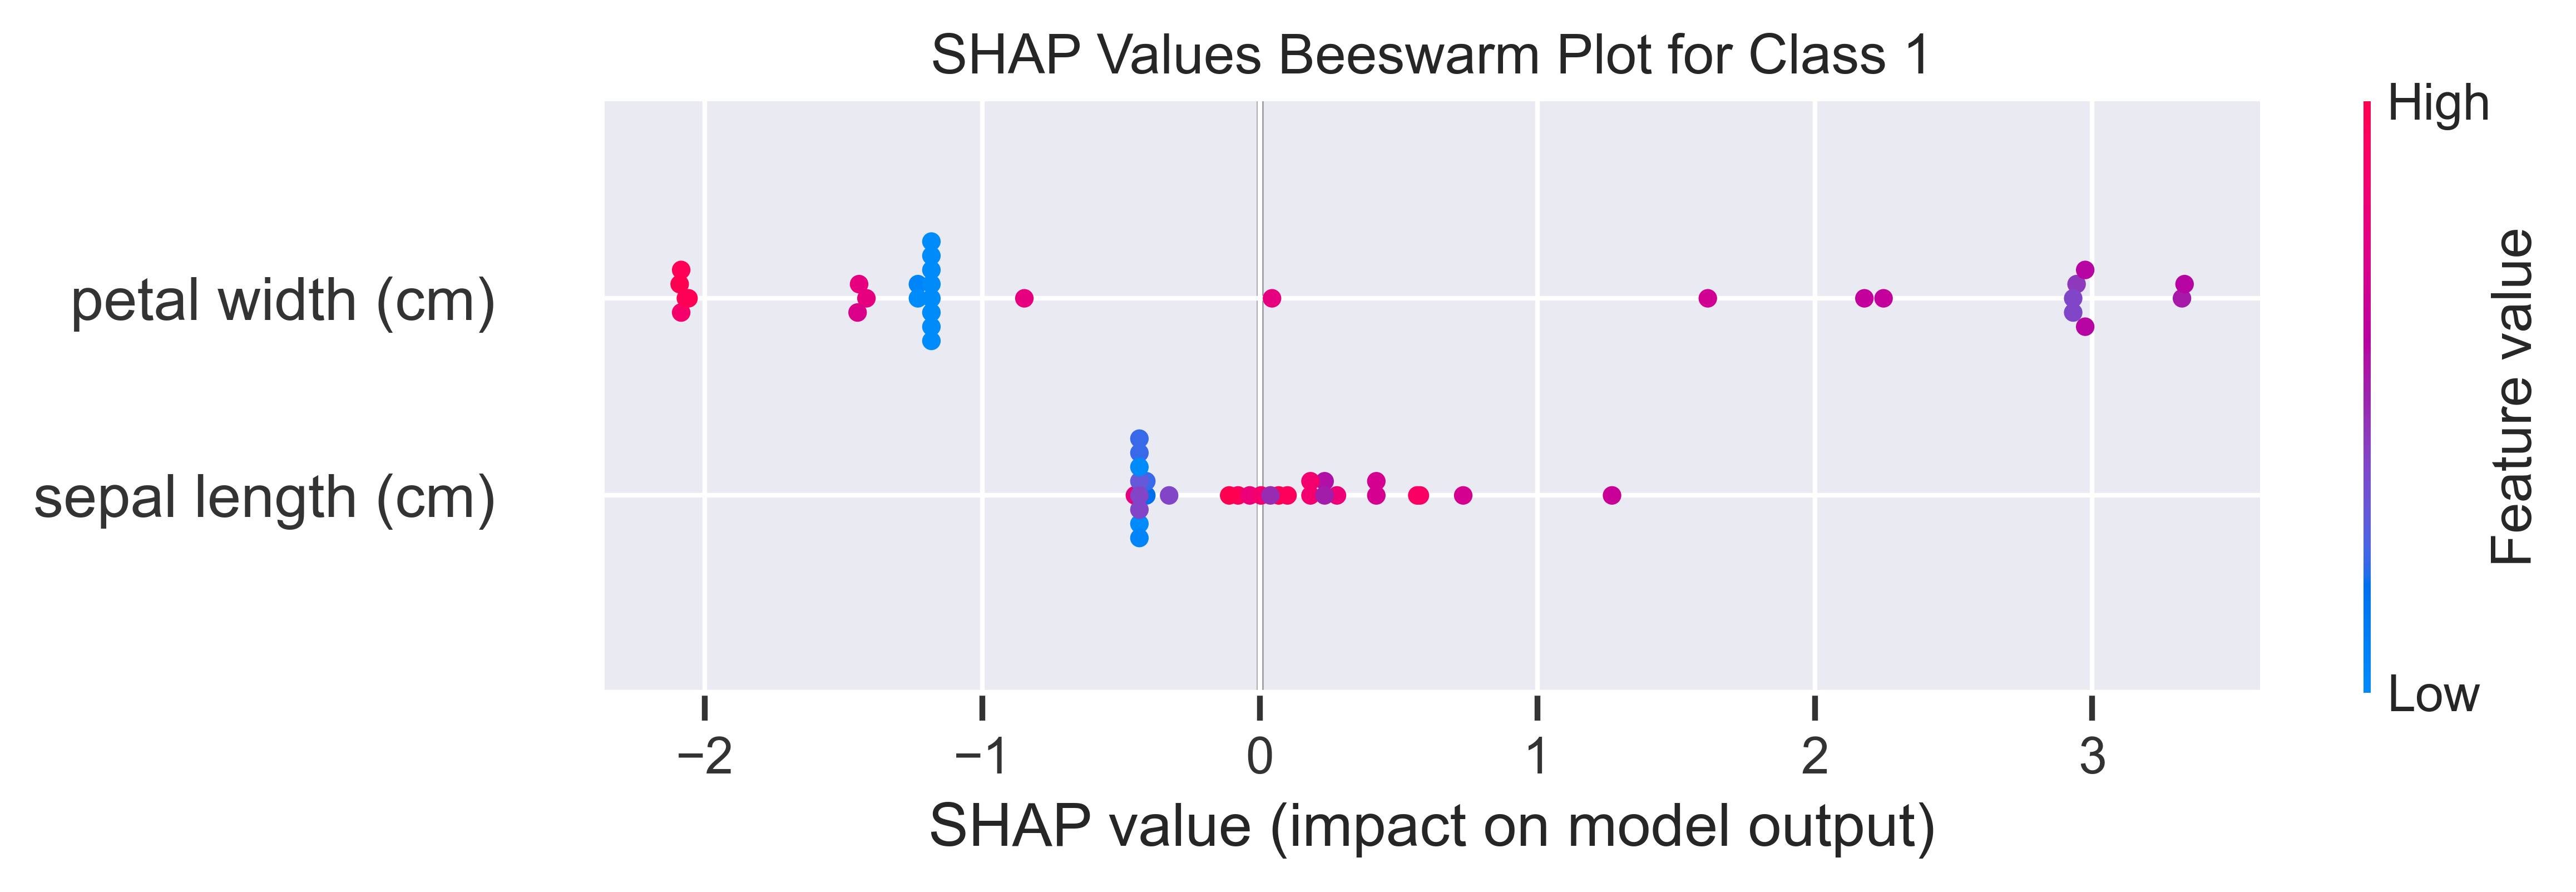 SHAP Values Beeswarm Plot for Class 1
High
petal width (cm)
sepal length (cm)
Feature value
Low
−2 −1 0 1 2 3
SHAP value (impact on model output)